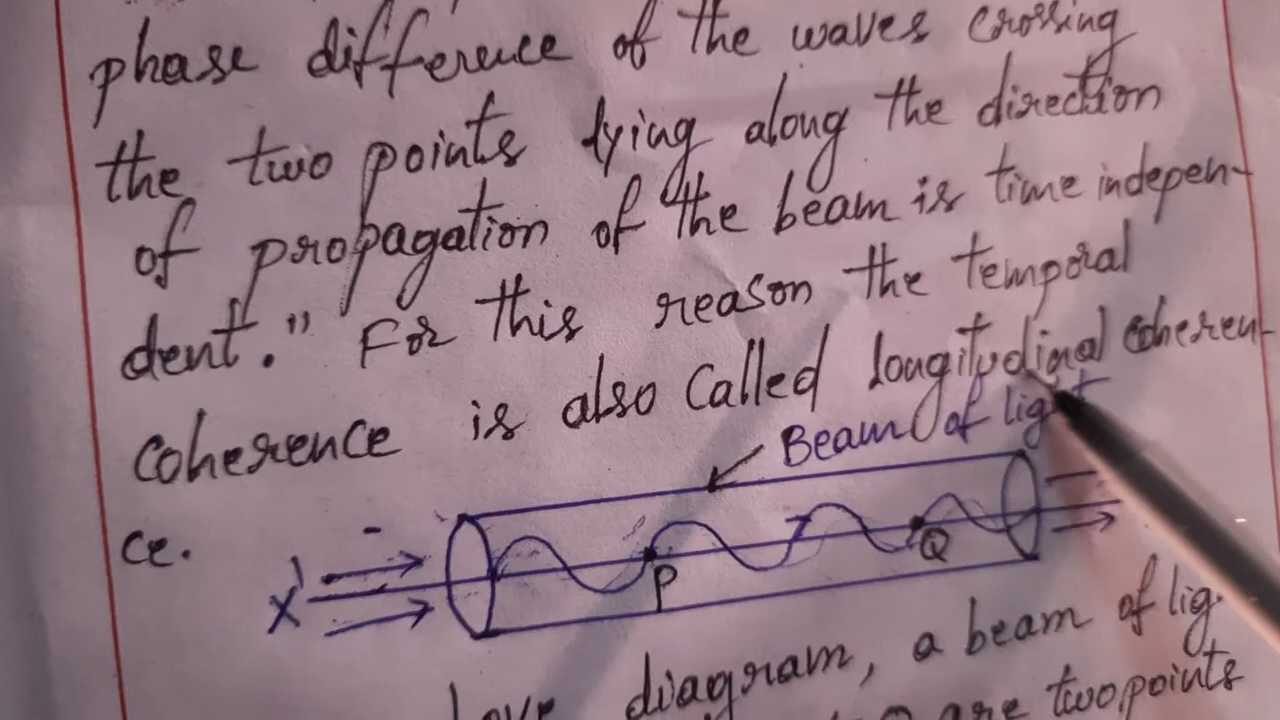 phase difference of the waves crossing
the two points lying along the direction
of propagation of the beam is time indepen-
dent." For this reason the temporal
coherence is also called longitudinal coheren-
ce.
Beam of light
X'
P
Q
diagram, a beam of lig
are two points